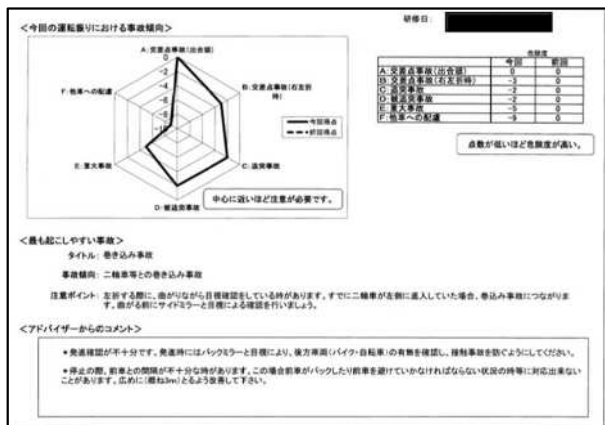 研修日:
＜今回の運転振りにおける事故傾向＞
A:交差点事故(出合頭)
0
-2
-4
-6
-8
-10
B:交差点事故(右左折時)
C:追突事故
D:被追突事故
E:重大事故
F:他車への配慮
今回得点
前回得点
中心に近いほど注意が必要です。
危険度
今回 前回
A:交差点事故(出合頭) 0 0
B:交差点事故(右左折時) -3 0
C:追突事故 -2 0
D:被追突事故 -2 0
E:重大事故 -5 0
F:他車への配慮 -9 0
点数が低いほど危険度が高い。
＜最も起こしやすい事故＞
タイトル: 巻き込み事故
事故傾向: 二輪車等との巻き込み事故
注意ポイント: 左折する際に、曲がりながら目視確認をしている時があります。すでに二輪車が左側に進入していた場合、巻込み事故につながりま
す。曲がる前にサイドミラーと目視による確認を行いましょう。
＜アドバイザーからのコメント＞
＊発進確認が不十分です。発進時にはバックミラーと目視により、後方車両(バイク・自転車)の有無を確認し、接触事故を防ぐようにしてください。
＊停止の際、前車との間隔が不十分な時があります。この場合前車がバックしたり前車を避けていかなければならない状況の時等に対応出来ない
ことがあります。広めに(概ね3m)とるよう改善して下さい。